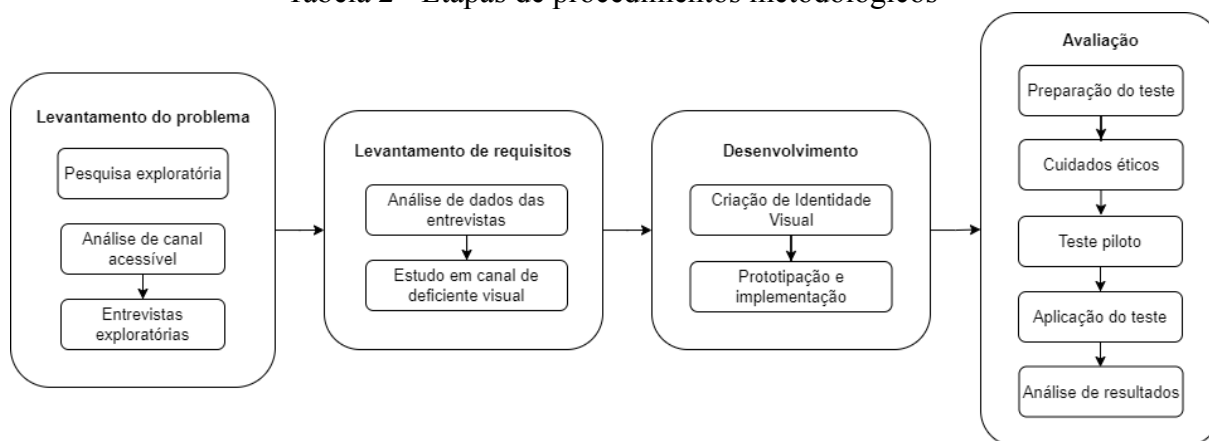 Tabela 2 - Etapas de procedimentos metodológicos
Levantamento do problema
Pesquisa exploratória
Análise de canal
acessível
Entrevistas
exploratórias
Levantamento de requisitos
Análise de dados das
entrevistas
Estudo em canal de
deficiente visual
Desenvolvimento
Criação de Identidade
Visual
Prototipação e
implementação
Avaliação
Preparação do teste
Cuidados éticos
Teste piloto
Aplicação do teste
Análise de resultados